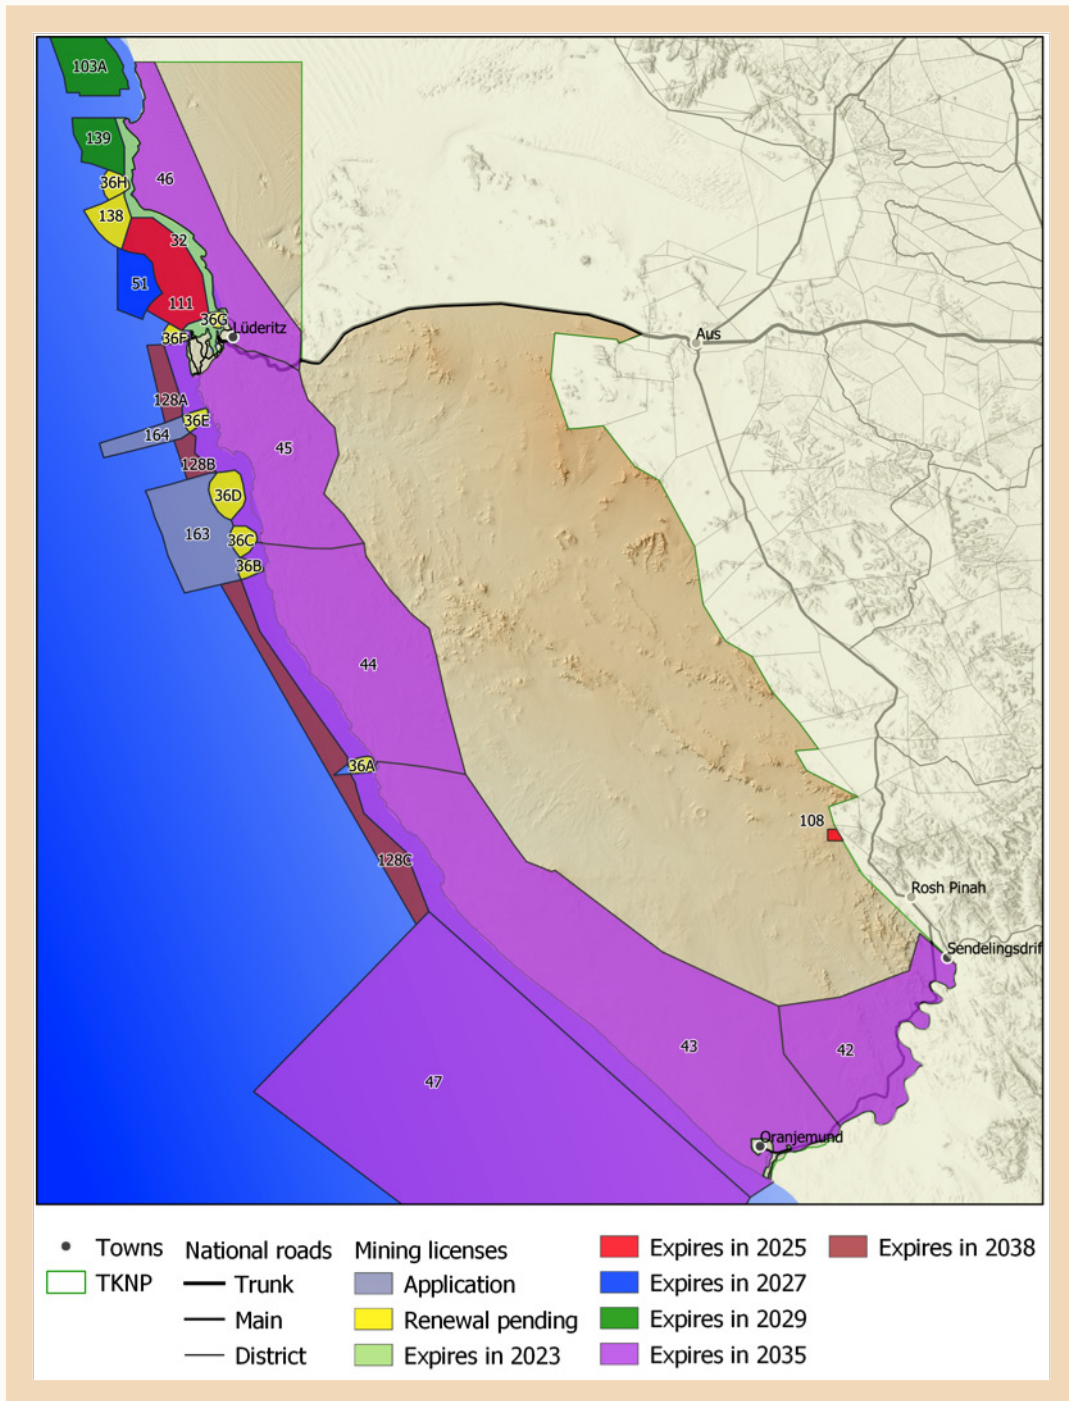 103A
139
36H
46
138
32
51
111
36G
Lüderitz
36F
Aus
128A
36E
164
45
128B
36D
163
36C
36B
44
36A
108
128C
Rosh Pinah
Sendelingsdrif
43
42
47
Oranjemund
Towns
TKNP
National roads
Trunk
Main
District
Mining licenses
Application
Renewal pending
Expires in 2023
Expires in 2025
Expires in 2027
Expires in 2029
Expires in 2035
Expires in 2038